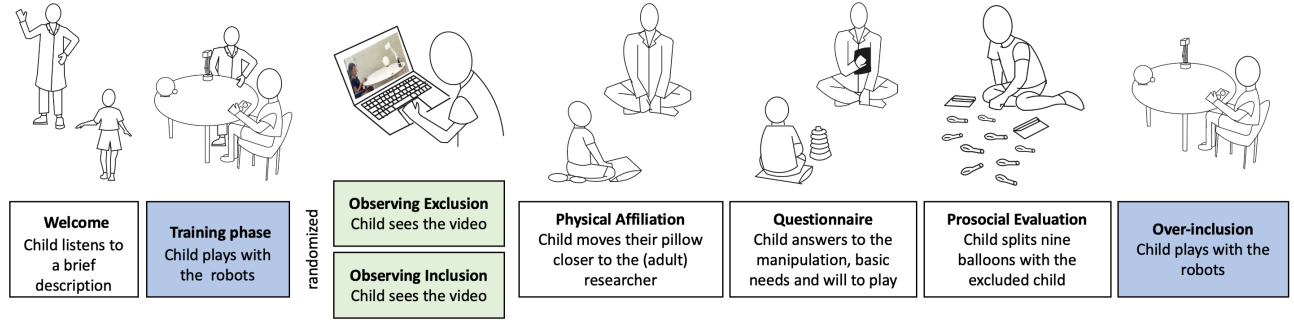 Welcome
Child listens to
a brief
description
Training phase
Child plays with
the robots
randomized
Observing Exclusion
Child sees the video
Observing Inclusion
Child sees the video
Physical Affiliation
Child moves their pillow
closer to the (adult)
researcher
Questionnaire
Child answers to the
manipulation, basic
needs and will to play
Prosocial Evaluation
Child splits nine
balloons with the
excluded child
Over-inclusion
Child plays with the
robots